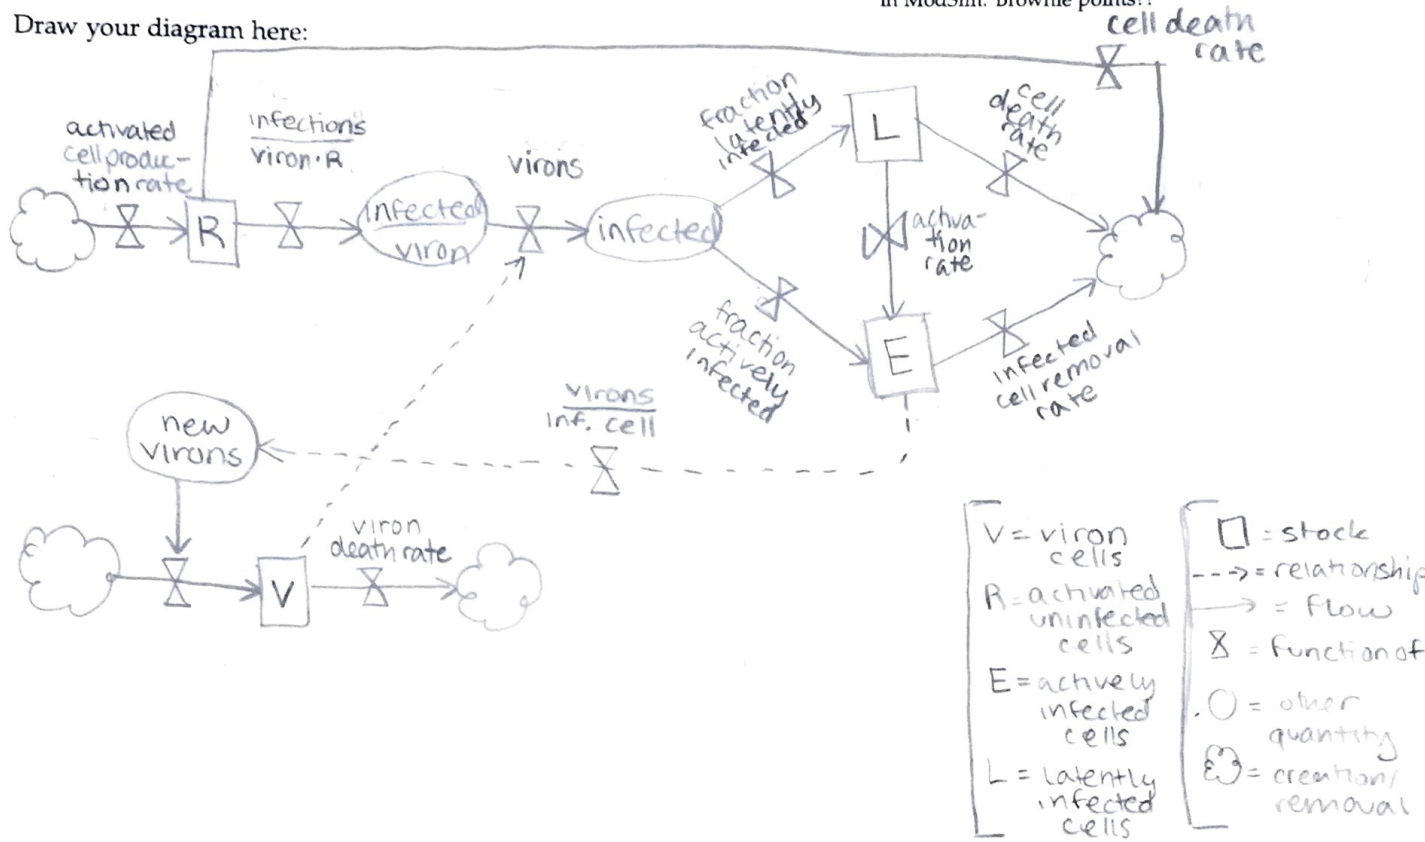 in ModSim. Brownie points!!
Draw your diagram here:
cell death
rate
activated
cell produc-
tion rate
infections
viron·R
virons
fraction
latently
infected
L
cell
death
rate
R
infected
viron
infected
activa-
tion
rate
fraction
actively
infected
E
infected
cell removal
rate
new
virons
virons
inf. cell
viron
death rate
V
V = viron
cells
R = activated
uninfected
cells
E = actively
infected
cells
L = latently
infected
cells
= stock
= relationship
= flow
= function of
= other
quantity
= creation/
removal